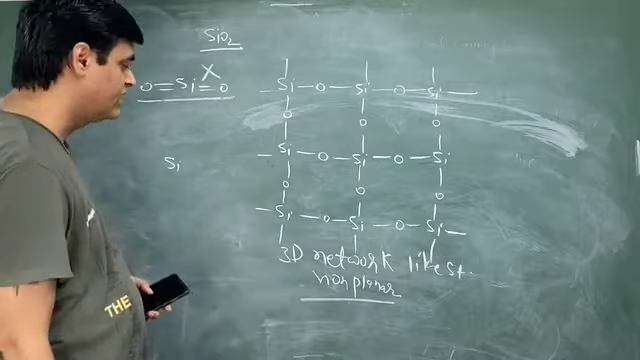 SiO2
X
O=Si=O
Si
-Si-O-Si-O-Si-
O O O
-Si-O-Si-O-Si
O O O
-Si-O-Si-O-Si-
3D network like St.
non planar
THE